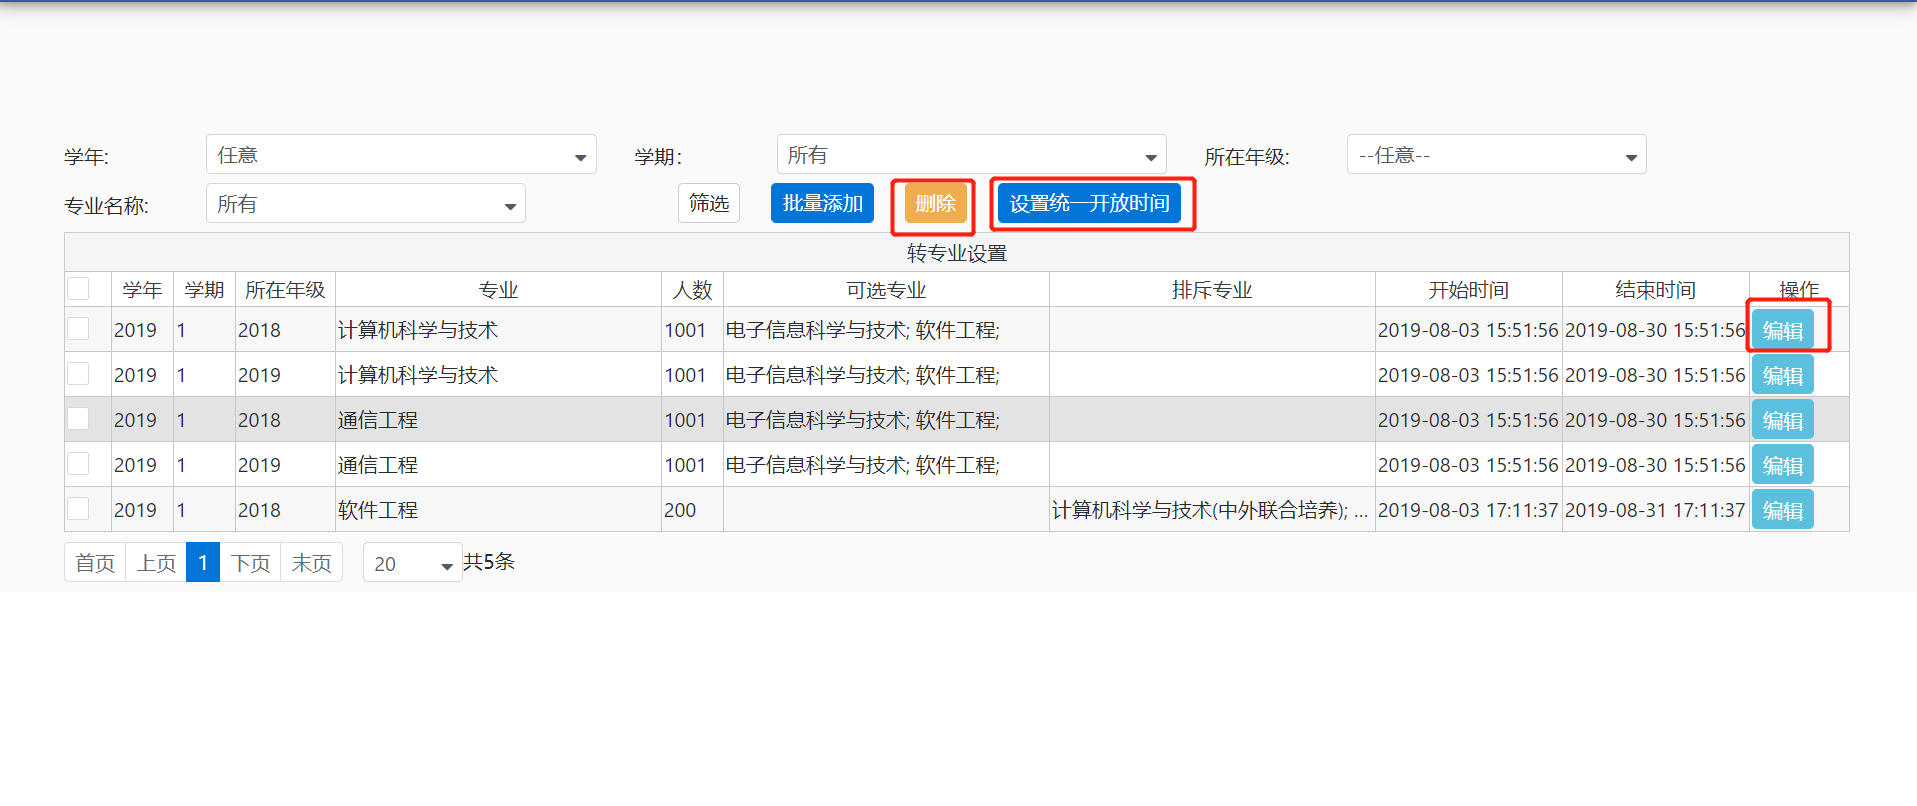 学年: 任意 学期： 所有 所在年级: --任意--
专业名称: 所有 筛选 批量添加 删除 设置统一开放时间
转专业设置
学年 学期 所在年级 专业 人数 可选专业 排斥专业 开始时间 结束时间 操作
2019 1 2018 计算机科学与技术 1001 电子信息科学与技术; 软件工程; 2019-08-03 15:51:56 2019-08-30 15:51:56 编辑
2019 1 2019 计算机科学与技术 1001 电子信息科学与技术; 软件工程; 2019-08-03 15:51:56 2019-08-30 15:51:56 编辑
2019 1 2018 通信工程 1001 电子信息科学与技术; 软件工程; 2019-08-03 15:51:56 2019-08-30 15:51:56 编辑
2019 1 2019 通信工程 1001 电子信息科学与技术; 软件工程; 2019-08-03 15:51:56 2019-08-30 15:51:56 编辑
2019 1 2018 软件工程 200 计算机科学与技术(中外联合培养); ... 2019-08-03 17:11:37 2019-08-31 17:11:37 编辑
首页 上页 1 下页 末页 20 共5条